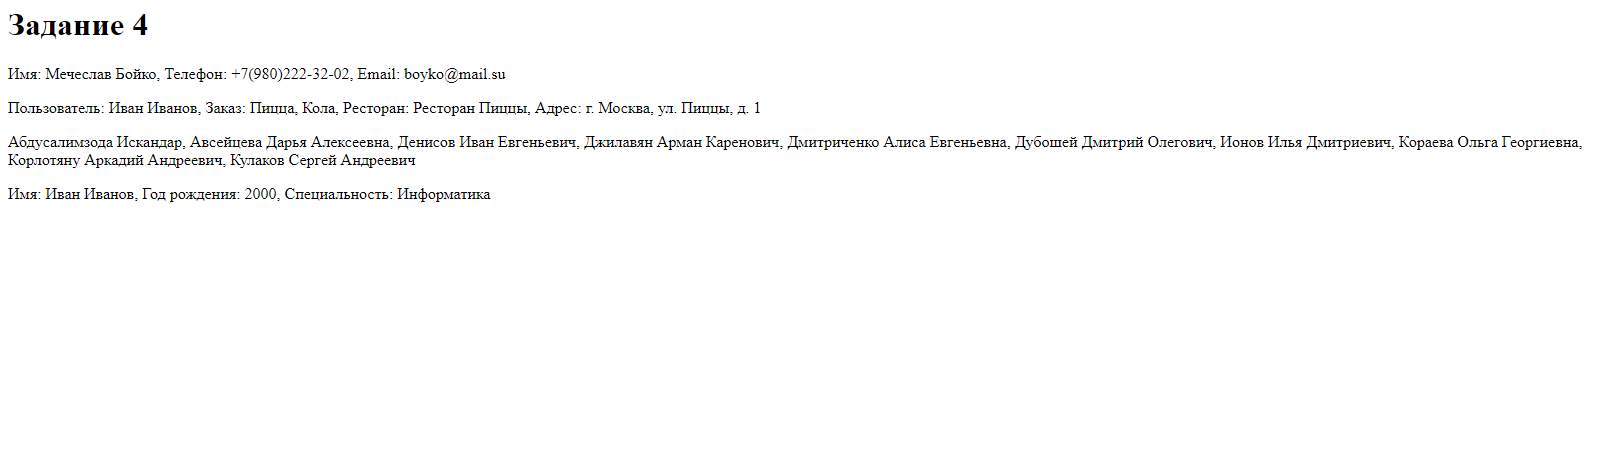 Задание 4
Имя: Мечеслав Бойко, Телефон: +7(980)222-32-02, Email: boyko@mail.su
Пользователь: Иван Иванов, Заказ: Пицца, Кола, Ресторан: Ресторан Пиццы, Адрес: г. Москва, ул. Пиццы, д. 1
Абдусалимзода Искандар, Авсейцева Дарья Алексеевна, Денисов Иван Евгеньевич, Джилавян Арман Каренович, Дмитриченко Алиса Евгеньевна, Дубошей Дмитрий Олегович, Ионов Илья Дмитриевич, Кораева Ольга Георгиевна,
Корлотяну Аркадий Андреевич, Кулаков Сергей Андреевич
Имя: Иван Иванов, Год рождения: 2000, Специальность: Информатика